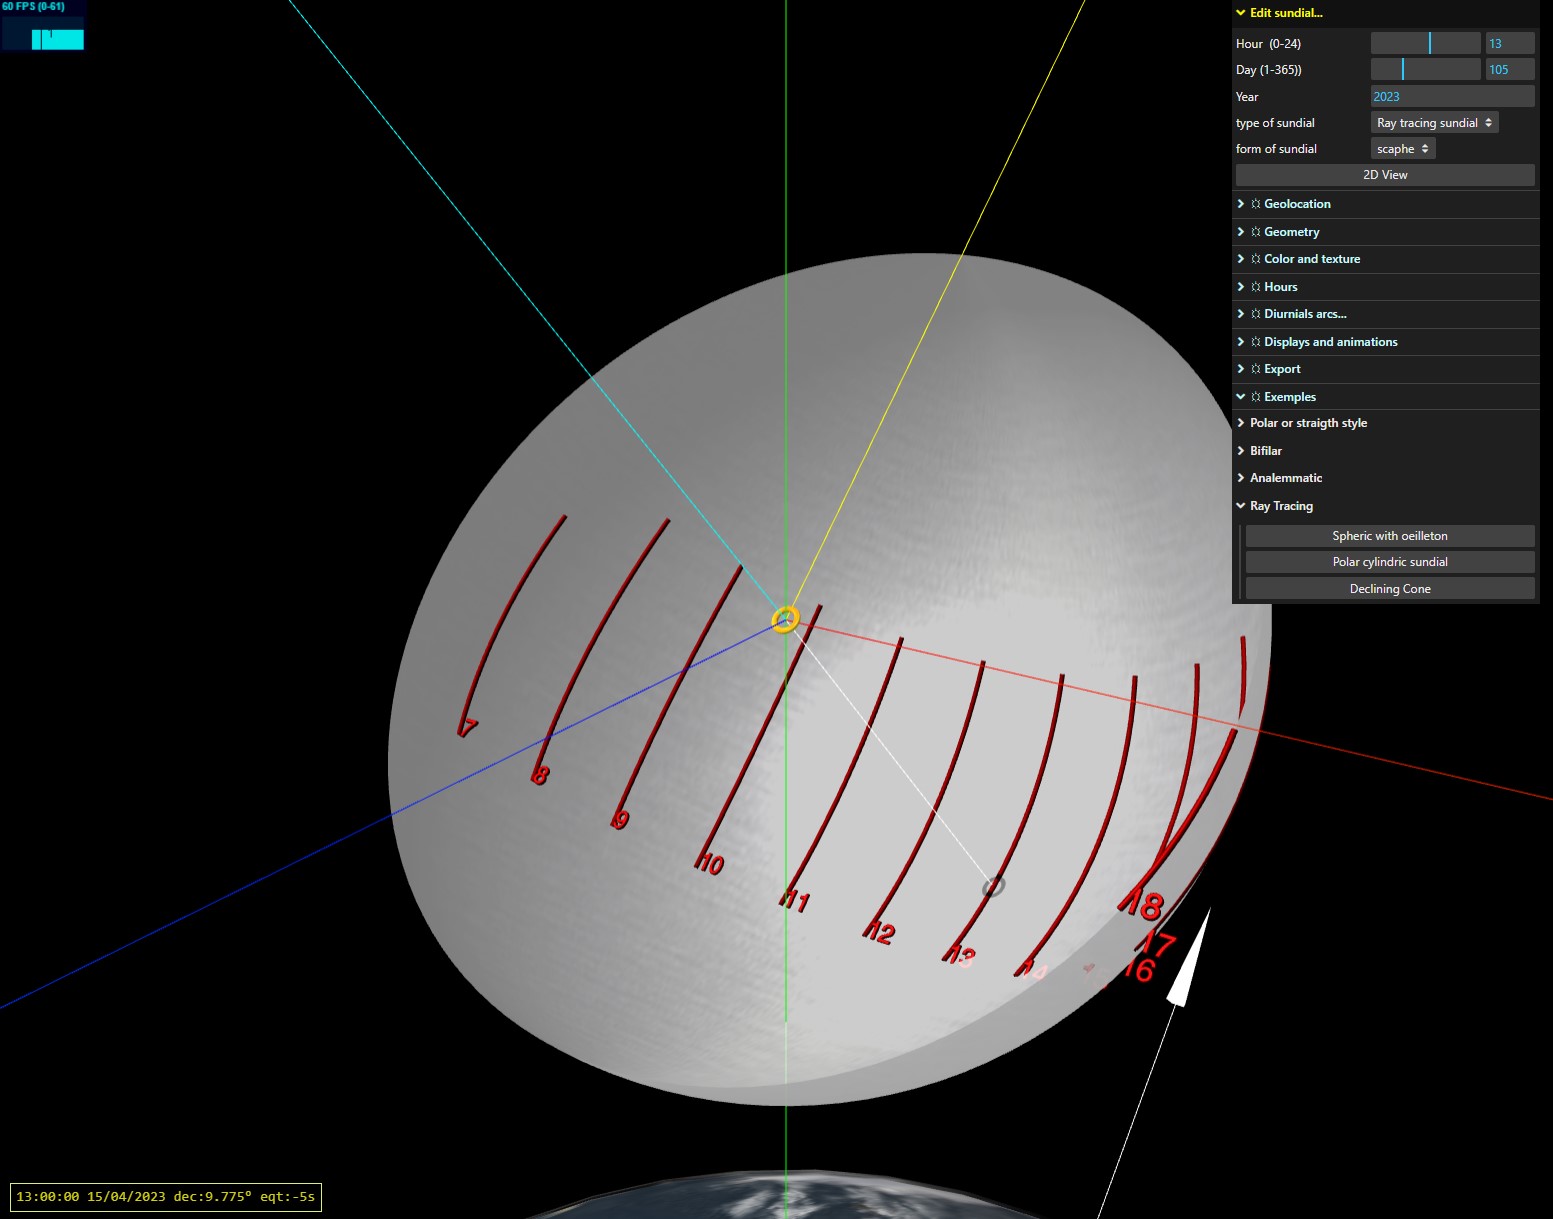 60 FPS (0-61)
Edit sundial...
Hour (0-24) 13
Day (1-365)) 105
Year 2023
type of sundial Ray tracing sundial
form of sundial scaphe
2D View
Geolocation
Geometry
Color and texture
Hours
Diurnials arcs...
Displays and animations
Export
Exemples
Polar or straigth style
Bifilar
Analemmatic
Ray Tracing
Spheric with oeilleton
Polar cylindric sundial
Declining Cone
7
8
9
10
11
12
13
14
18
17
16
13:00:00 15/04/2023 dec:9.775° eqt:-5s